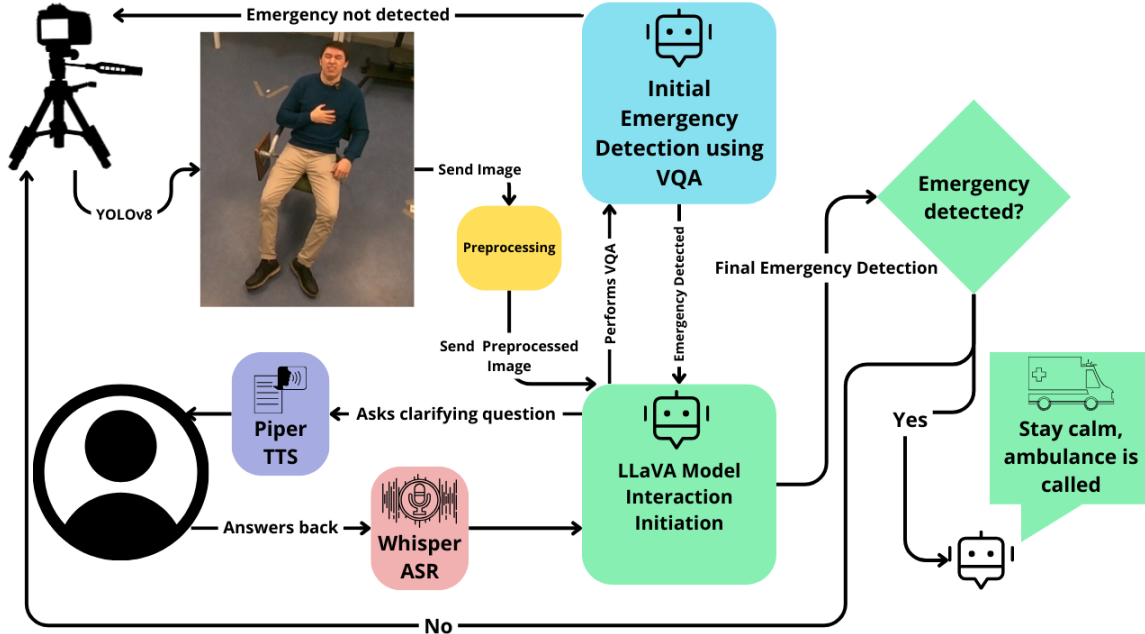 Emergency not detected
YOLOv8
Send Image
Preprocessing
Send Preprocessed
Image
Initial
Emergency
Detection using
VQA
Performs VQA
Emergency Detected
LLaVA Model
Interaction
Initiation
Asks clarifying question
Piper
TTS
Answers back
Whisper
ASR
Final Emergency Detection
Emergency
detected?
Yes
Stay calm,
ambulance is
called
No